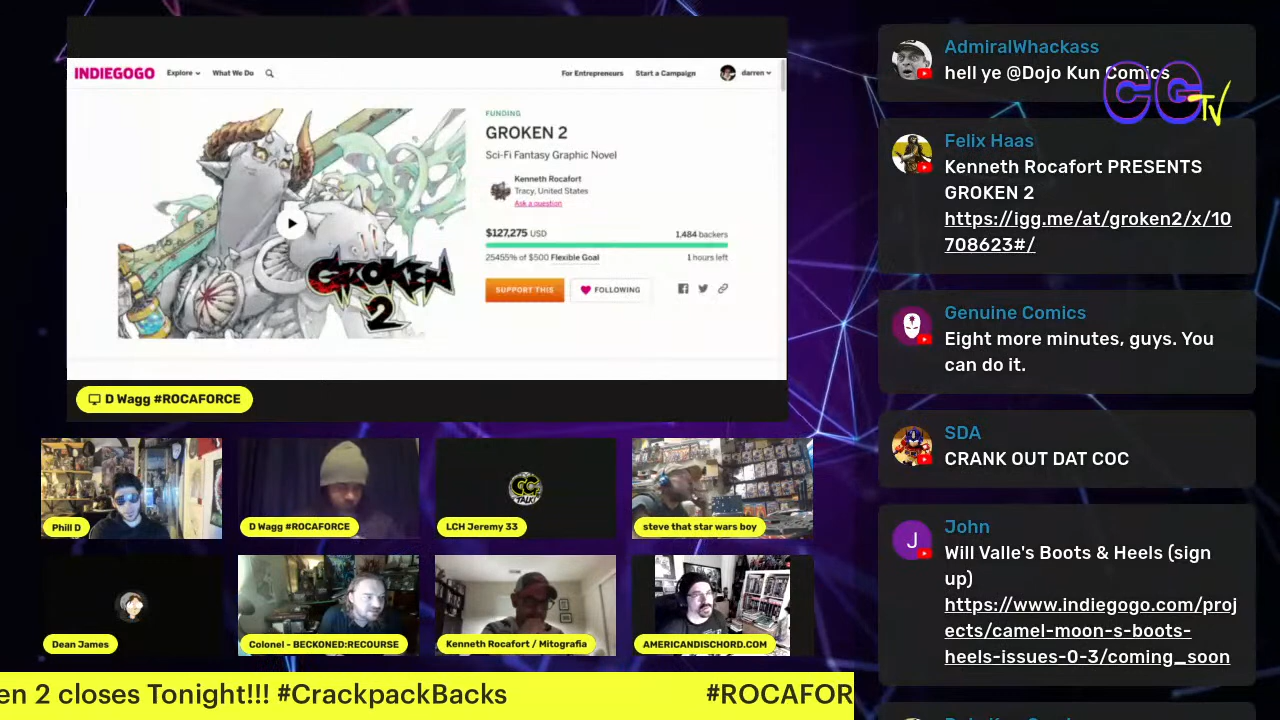 INDIEGOGO Explore What We Do For Entrepreneurs Start a Campaign darren
FUNDING
GROKEN 2
Sci-Fi Fantasy Graphic Novel
Kenneth Rocafort
Tracy, United States
Ask a question
$127,275 USD 1,484 backers
25455% of $500 Flexible Goal 1 hours left
SUPPORT THIS FOLLOWING
GROKEN
2
D Wagg #ROCAFORCE
Phill D
D Wagg #ROCAFORCE
CG
TALK!
LCH Jeremy 33
steve that star wars boy
Dean James
Colonel - BECKONED:RECOURSE
Kenneth Rocafort / Mitografia
AMERICANDISCHORD.COM
en 2 closes Tonight!!! #CrackpackBacks #ROCAFOR
AdmiralWhackass
hell ye @Dojo Kun Comics
CG TV
Felix Haas
Kenneth Rocafort PRESENTS
GROKEN 2
https://igg.me/at/groken2/x/10
708623#/
Genuine Comics
Eight more minutes, guys. You
can do it.
SDA
CRANK OUT DAT COC
J
John
Will Valle's Boots & Heels (sign
up)
https://www.indiegogo.com/proj
ects/camel-moon-s-boots-
heels-issues-0-3/coming_soon